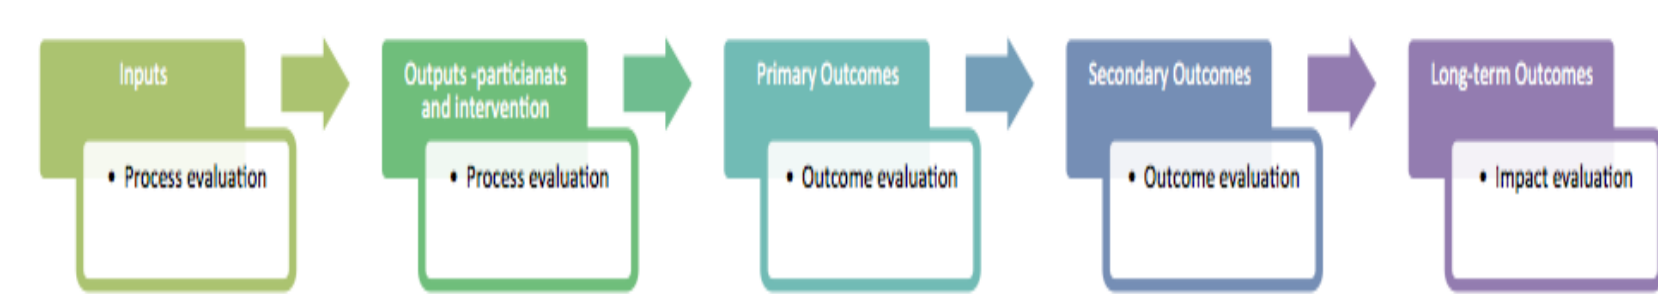 Inputs
• Process evaluation
Outputs -particianats
and intervention
• Process evaluation
Primary Outcomes
• Outcome evaluation
Secondary Outcomes
• Outcome evaluation
Long-term Outcomes
• Impact evaluation